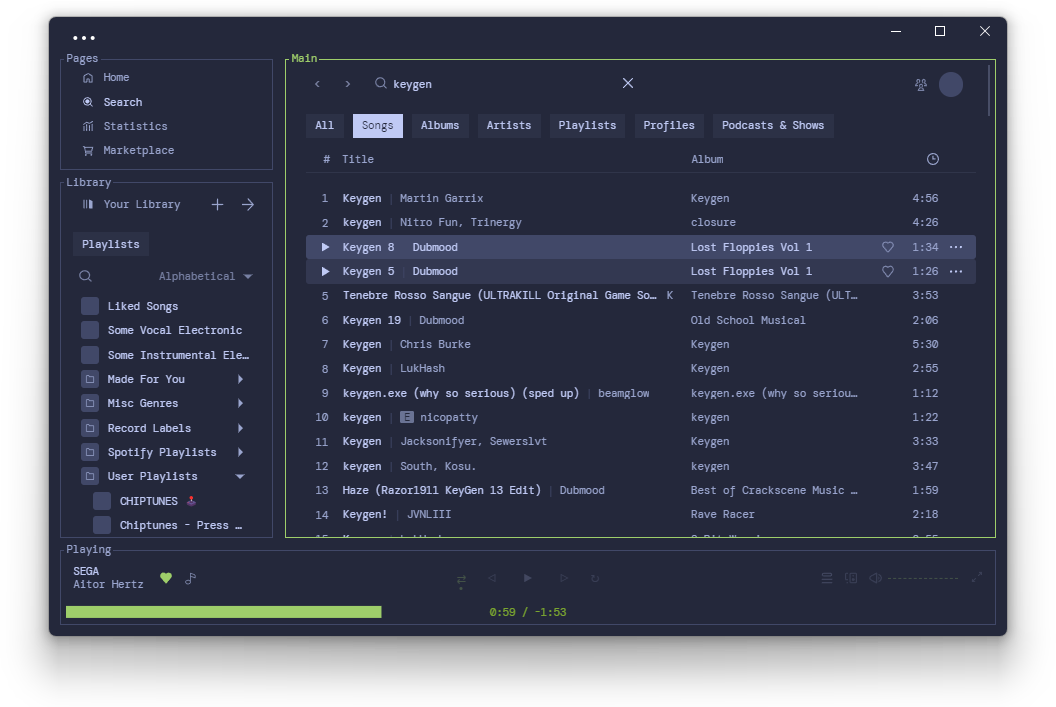 Pages
Home
Search
Statistics
Marketplace
Library
Your Library
Playlists
Alphabetical
Liked Songs
Some Vocal Electronic
Some Instrumental Ele…
Made For You
Misc Genres
Record Labels
Spotify Playlists
User Playlists
CHIPTUNES
Chiptunes - Press …
Main
keygen
All Songs Albums Artists Playlists Profiles Podcasts & Shows
# Title Album
1 Keygen | Martin Garrix Keygen 4:56
2 keygen | Nitro Fun, Trinergy closure 4:26
Keygen 8 Dubmood Lost Floppies Vol 1 1:34
Keygen 5 | Dubmood Lost Floppies Vol 1 1:26
5 Tenebre Rosso Sangue (ULTRAKILL Original Game So… K Tenebre Rosso Sangue (ULT… 3:53
6 Keygen 19 | Dubmood Old School Musical 2:06
7 Keygen | Chris Burke Keygen 5:30
8 Keygen | LukHash Keygen 2:55
9 keygen.exe (why so serious) (sped up) | beamglow keygen.exe (why so seriou… 1:12
10 keygen | E nicopatty keygen 1:22
11 Keygen | Jacksonifyer, Sewerslvt Keygen 3:33
12 keygen | South, Kosu. keygen 3:47
13 Haze (Razor1911 KeyGen 13 Edit) | Dubmood Best of Crackscene Music … 1:59
14 Keygen! | JVNLIII Rave Racer 2:18
Playing
SEGA
Aitor Hertz
0:59 / -1:53